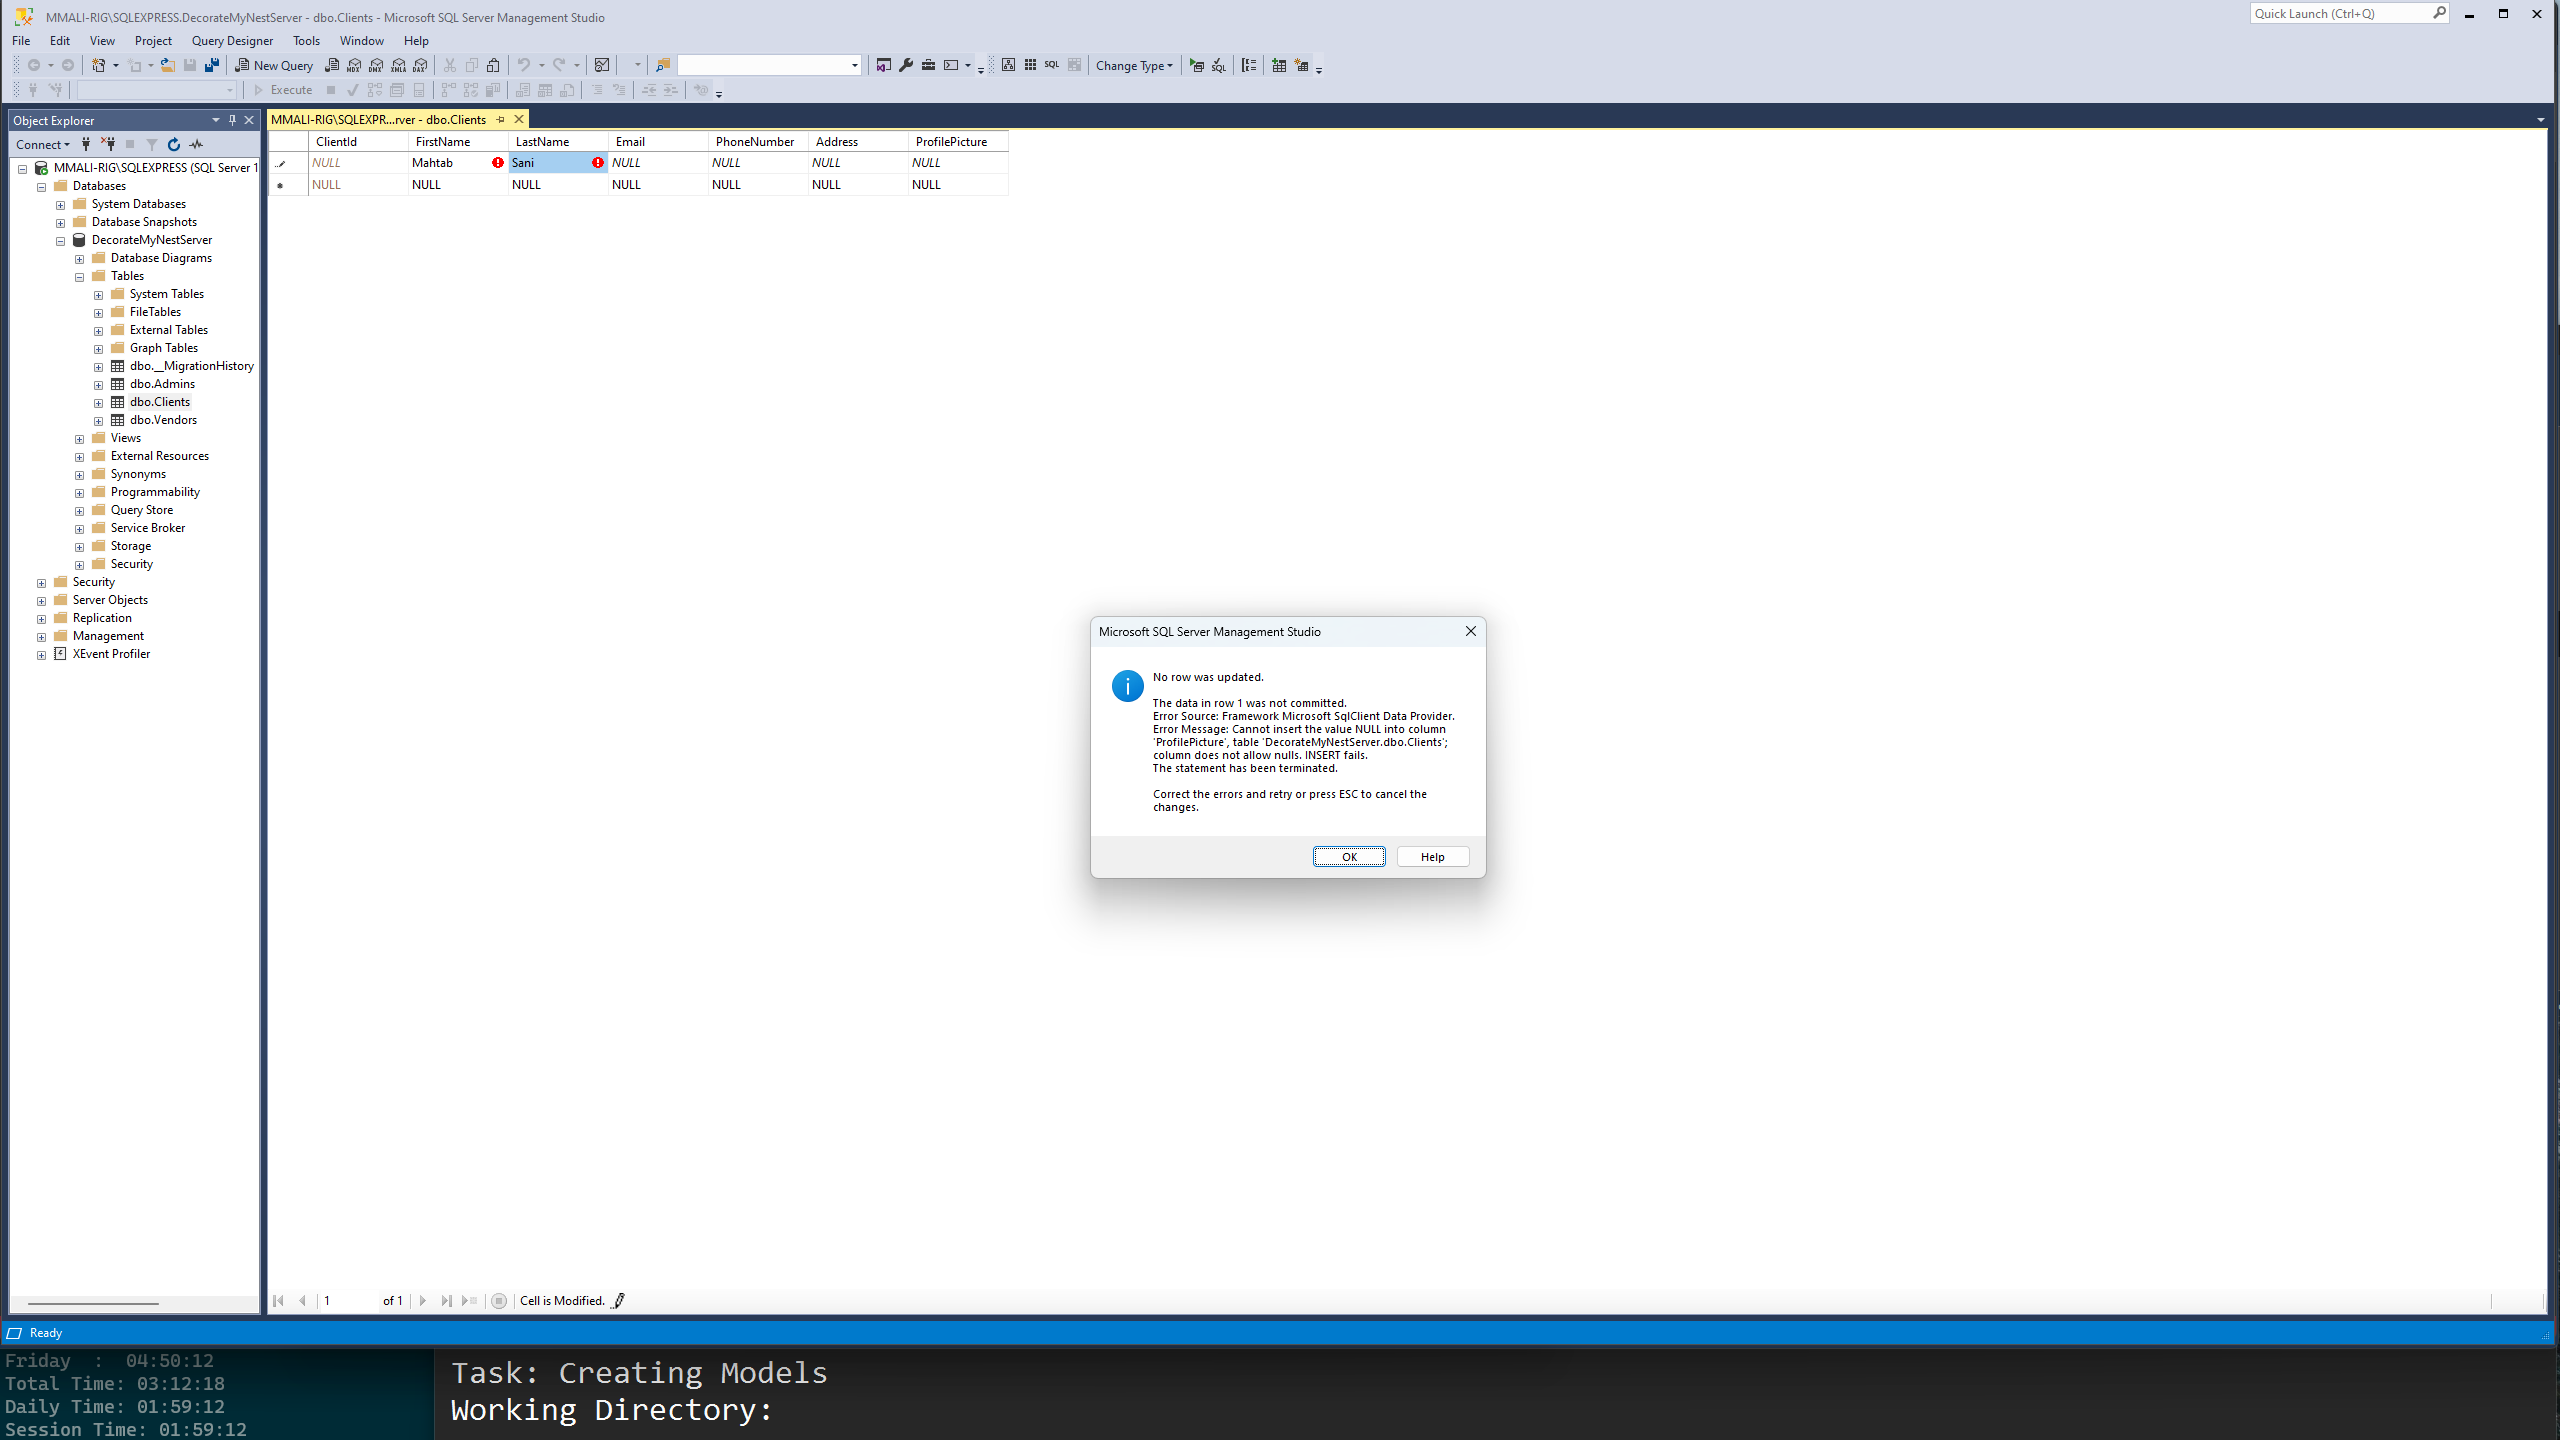 MMALI-RIG\SQLEXPRESS.DecorateMyNestServer - dbo.Clients - Microsoft SQL Server Management Studio
Quick Launch (Ctrl+Q)
File Edit View Project Query Designer Tools Window Help
New Query MDX DMX XMLA DAX SQL Change Type SQL
Execute
Object Explorer
MMALI-RIG\SQLEXPR...rver - dbo.Clients
Connect
MMALI-RIG\SQLEXPRESS (SQL Server 1
Databases
System Databases
Database Snapshots
DecorateMyNestServer
Database Diagrams
Tables
System Tables
FileTables
External Tables
Graph Tables
dbo.__MigrationHistory
dbo.Admins
dbo.Clients
dbo.Vendors
Views
External Resources
Synonyms
Programmability
Query Store
Service Broker
Storage
Security
Security
Server Objects
Replication
Management
XEvent Profiler
ClientId FirstName LastName Email PhoneNumber Address ProfilePicture
NULL Mahtab Sani NULL NULL NULL NULL
NULL NULL NULL NULL NULL NULL NULL
Microsoft SQL Server Management Studio
No row was updated.
The data in row 1 was not committed.
Error Source: Framework Microsoft SqlClient Data Provider.
Error Message: Cannot insert the value NULL into column
'ProfilePicture', table 'DecorateMyNestServer.dbo.Clients';
column does not allow nulls. INSERT fails.
The statement has been terminated.
Correct the errors and retry or press ESC to cancel the
changes.
OK Help
1 of 1 Cell is Modified.
Ready
Friday : 04:50:12
Total Time: 03:12:18
Daily Time: 01:59:12
Session Time: 01:59:12
Task: Creating Models
Working Directory: